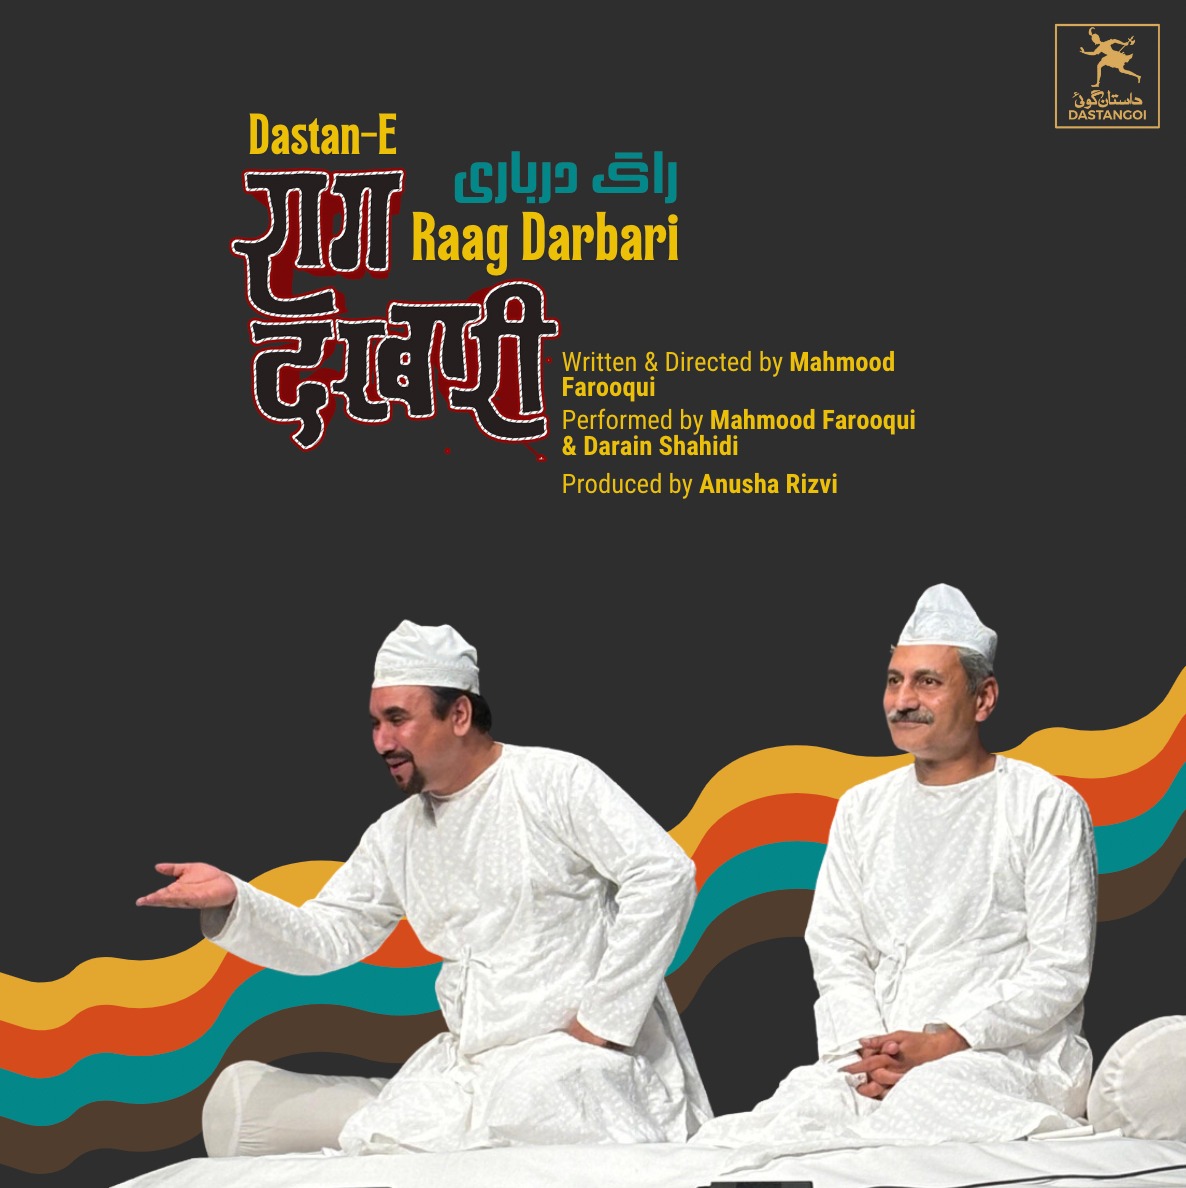 داستان گوئی
DASTANGOI
Dastan-E
राग
راگ درباری
Raag Darbari
दरबारी
Written & Directed by Mahmood
Farooqui
Performed by Mahmood Farooqui
& Darain Shahidi
Produced by Anusha Rizvi